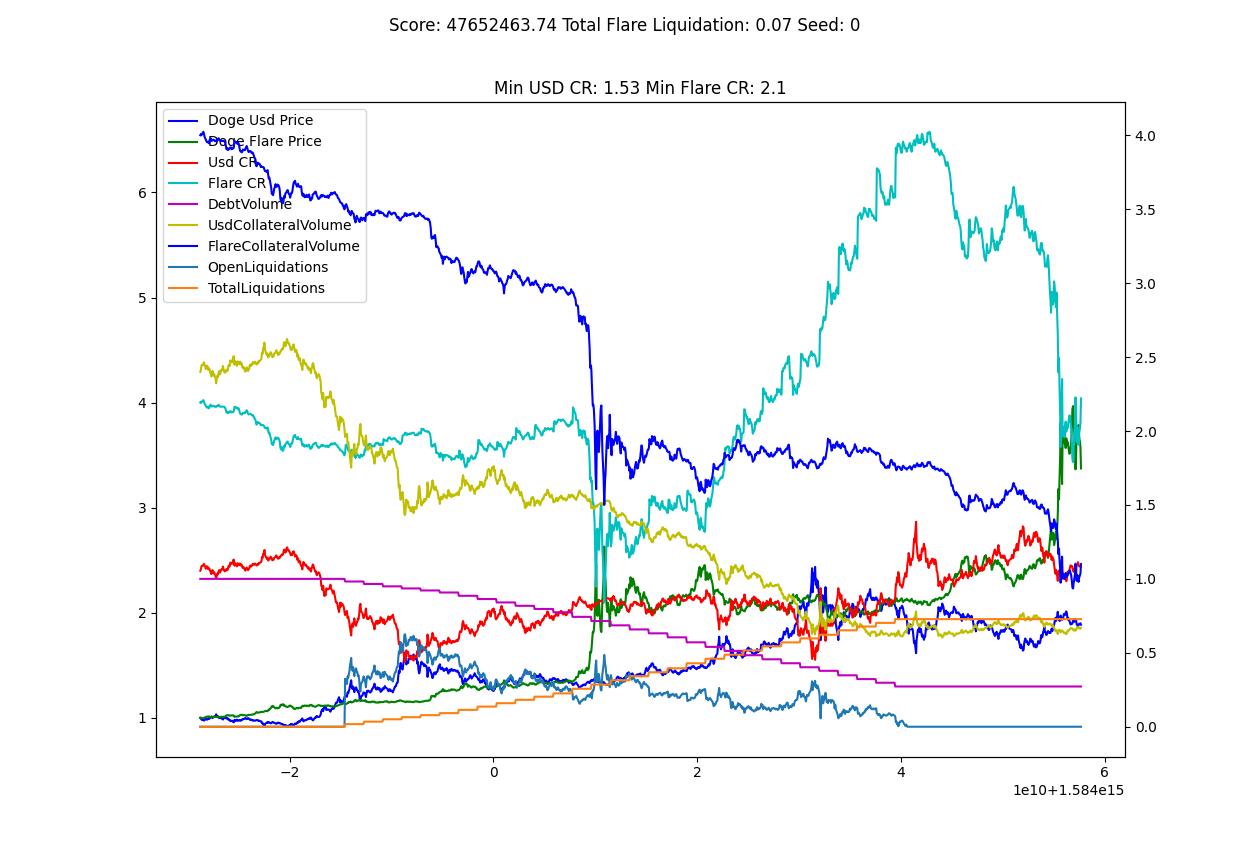 Score: 47652463.74 Total Flare Liquidation: 0.07 Seed: 0
Min USD CR: 1.53 Min Flare CR: 2.1
Doge Usd Price
Doge Flare Price
Usd CR
Flare CR
DebtVolume
UsdCollateralVolume
FlareCollateralVolume
OpenLiquidations
TotalLiquidations
6
5
4
3
2
1
4.0
3.5
3.0
2.5
2.0
1.5
1.0
0.5
0.0
−2
0
2
4
6
1e10+1.584e15